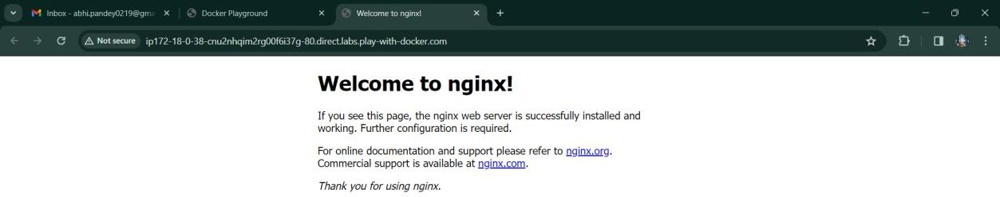 Inbox - abhi.pandey0219@gma
Docker Playground
Welcome to nginx!
Not secure
ip172-18-0-38-cnu2nhqim2rg00f6i37g-80.direct.labs.play-with-docker.com
Welcome to nginx!
If you see this page, the nginx web server is successfully installed and
working. Further configuration is required.
For online documentation and support please refer to nginx.org.
Commercial support is available at nginx.com.
Thank you for using nginx.